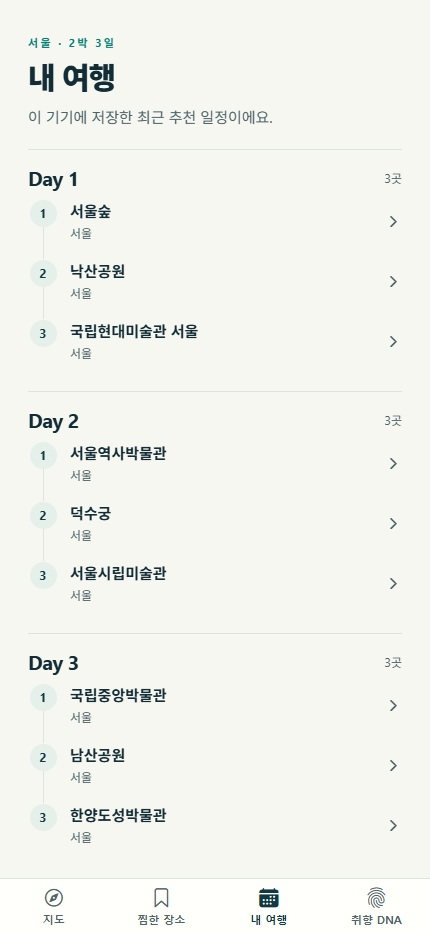 서울 · 2박 3일
내 여행
이 기기에 저장한 최근 추천 일정이에요.
Day 1 3곳
1 서울숲
서울
2 낙산공원
서울
3 국립현대미술관 서울
서울
Day 2 3곳
1 서울역사박물관
서울
2 덕수궁
서울
3 서울시립미술관
서울
Day 3 3곳
1 국립중앙박물관
서울
2 남산공원
서울
3 한양도성박물관
서울
지도 찜한 장소 내 여행 취향 DNA